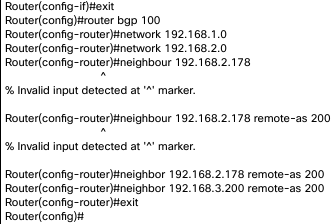 Router(config-if)#exit
Router(config)#router bgp 100
Router(config-router)#network 192.168.1.0
Router(config-router)#network 192.168.2.0
Router(config-router)#neighbour 192.168.2.178
^
% Invalid input detected at '^' marker.
Router(config-router)#neighbour 192.168.2.178 remote-as 200
^
% Invalid input detected at '^' marker.
Router(config-router)#neighbor 192.168.2.178 remote-as 200
Router(config-router)#neighbor 192.168.3.200 remote-as 200
Router(config-router)#exit
Router(config)#